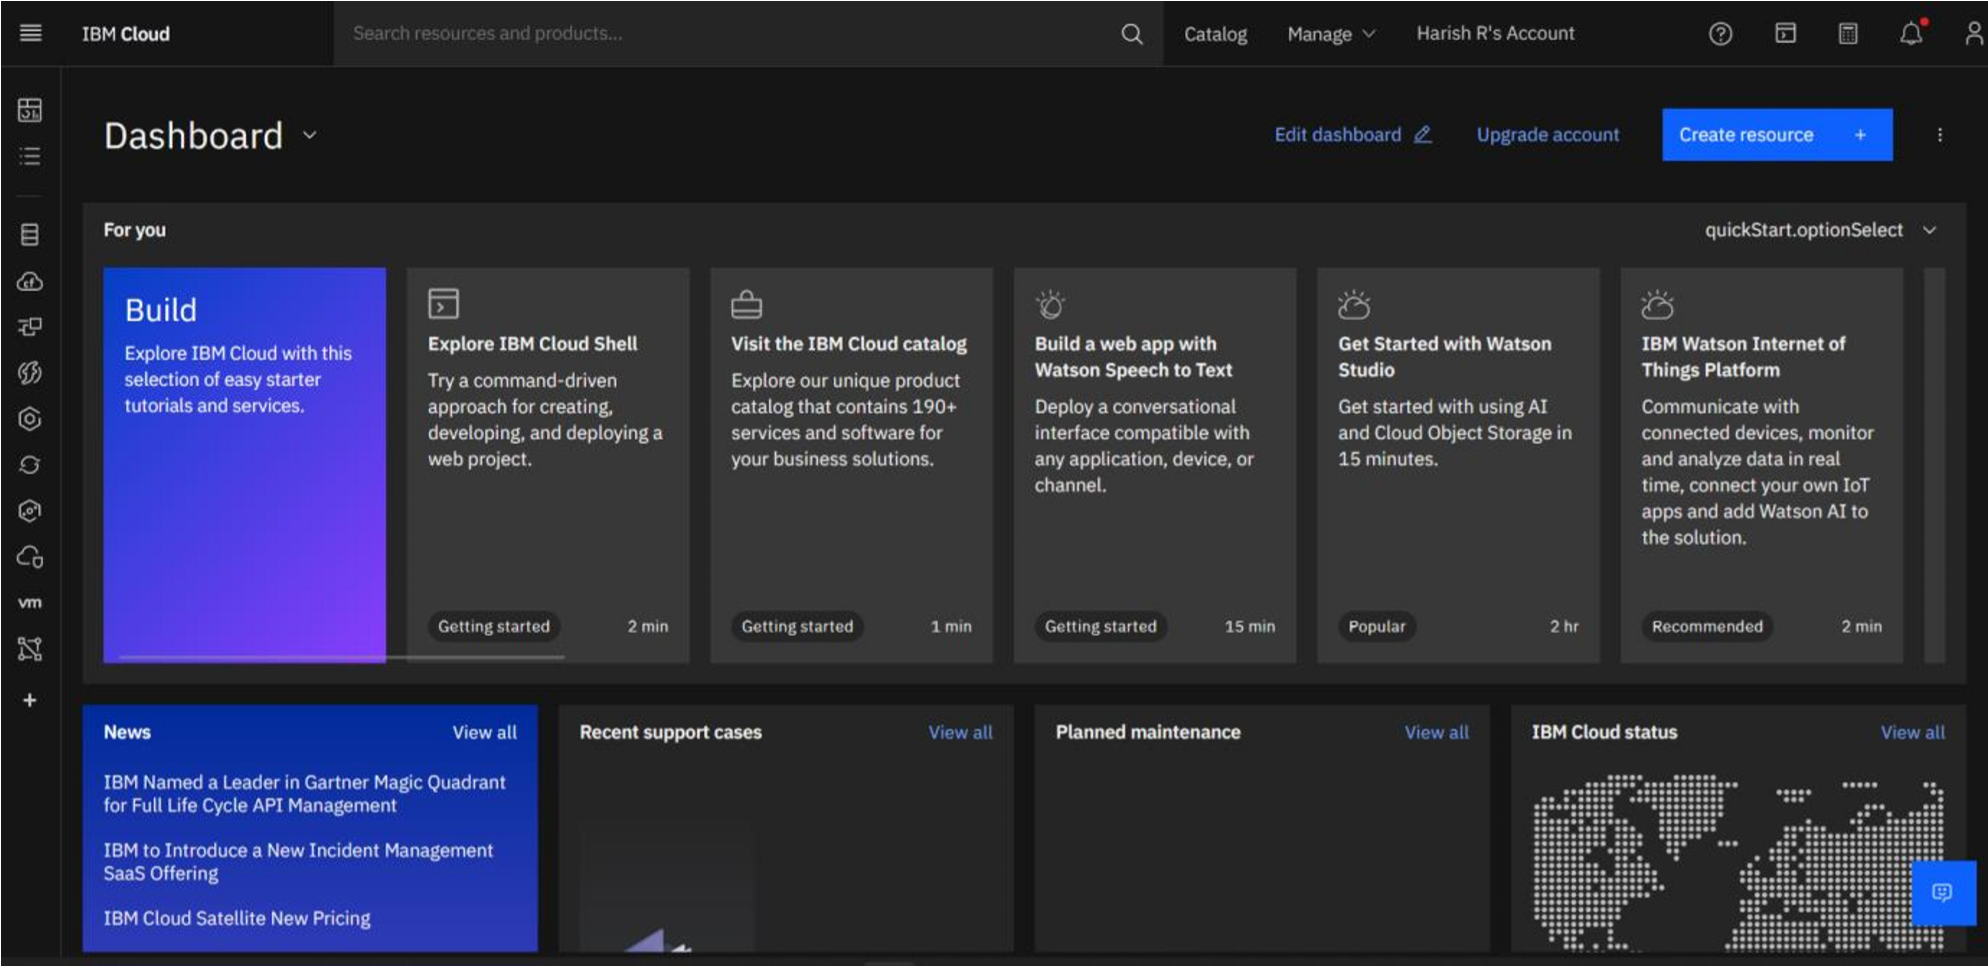 IBM Cloud
Search resources and products...
Catalog
Manage
Harish R's Account
Dashboard
Edit dashboard
Upgrade account
Create resource +
For you
quickStart.optionSelect
Build
Explore IBM Cloud with this
selection of easy starter
tutorials and services.
Explore IBM Cloud Shell
Try a command-driven
approach for creating,
developing, and deploying a
web project.
Getting started
2 min
Visit the IBM Cloud catalog
Explore our unique product
catalog that contains 190+
services and software for
your business solutions.
Getting started
1 min
Build a web app with
Watson Speech to Text
Deploy a conversational
interface compatible with
any application, device, or
channel.
Getting started
15 min
Get Started with Watson
Studio
Get started with using AI
and Cloud Object Storage in
15 minutes.
Popular
2 hr
IBM Watson Internet of
Things Platform
Communicate with
connected devices, monitor
and analyze data in real
time, connect your own IoT
apps and add Watson AI to
the solution.
Recommended
2 min
vm
News
View all
IBM Named a Leader in Gartner Magic Quadrant
for Full Life Cycle API Management
IBM to Introduce a New Incident Management
SaaS Offering
IBM Cloud Satellite New Pricing
Recent support cases
View all
Planned maintenance
View all
IBM Cloud status
View all